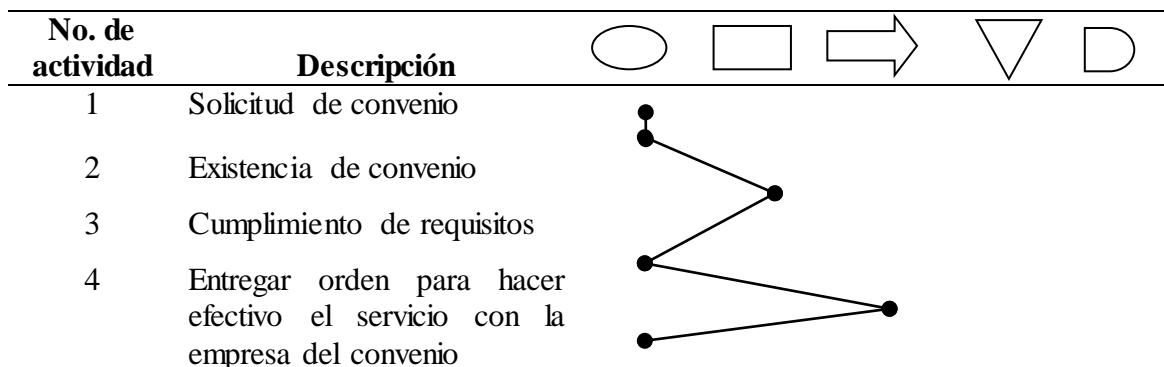 No. de
actividad Descripción
1 Solicitud de convenio
2 Existencia de convenio
3 Cumplimiento de requisitos
4 Entregar orden para hacer
efectivo el servicio con la
empresa del convenio